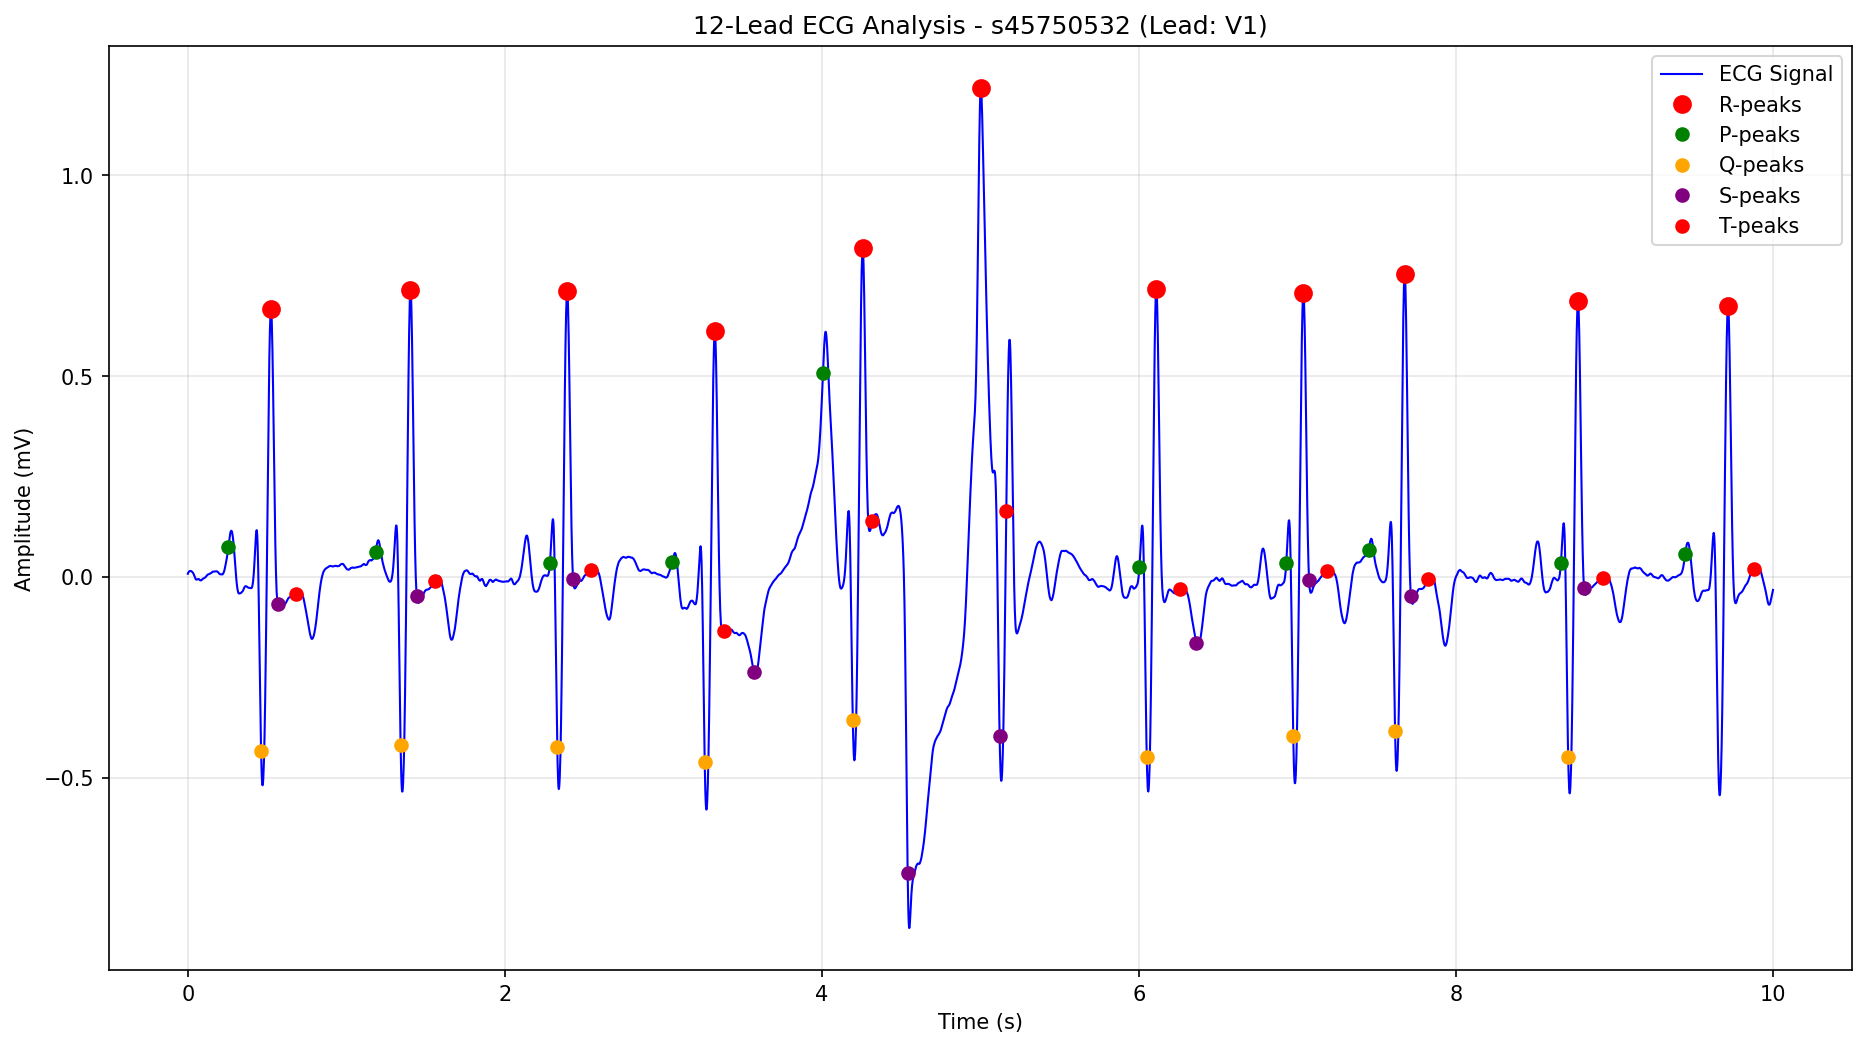 12-Lead ECG Analysis - s45750532 (Lead: V1)
ECG Signal
R-peaks
P-peaks
Q-peaks
S-peaks
T-peaks
Amplitude (mV)
1.0
0.5
0.0
−0.5
0 2 4 6 8 10
Time (s)